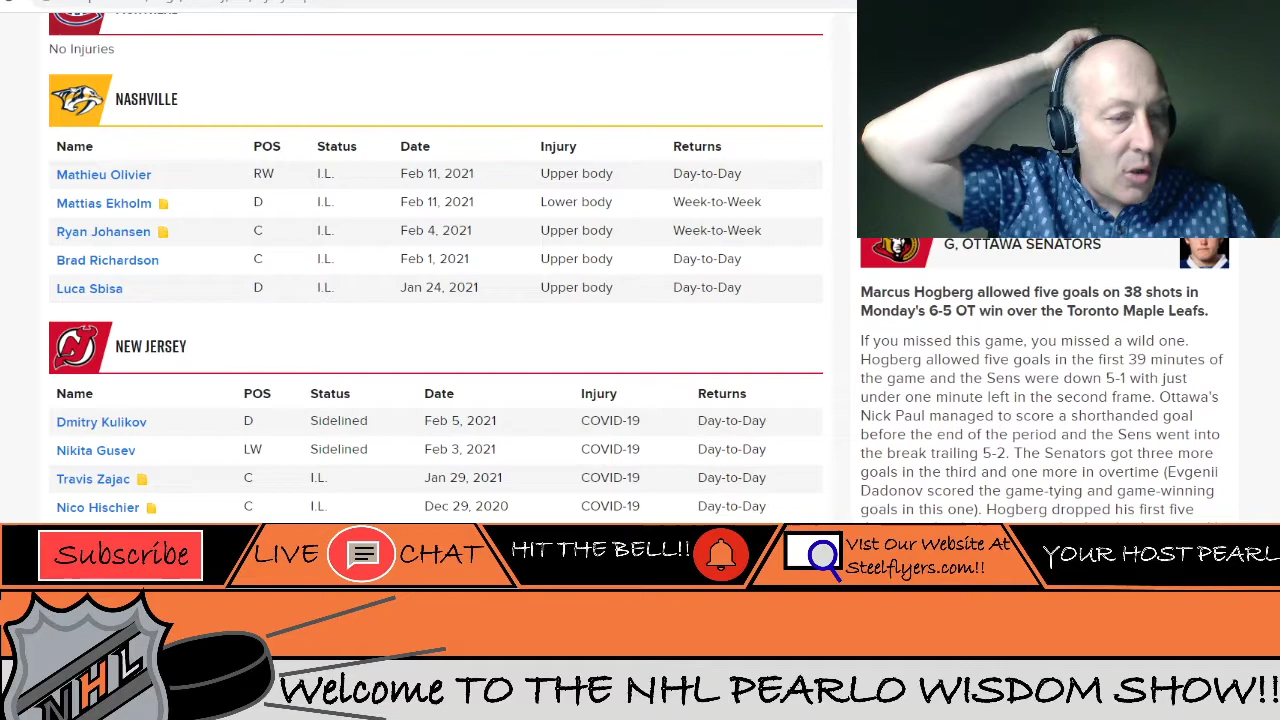 No Injuries
NASHVILLE
Name POS Status Date Injury Returns
Mathieu Olivier RW I.L. Feb 11, 2021 Upper body Day-to-Day
Mattias Ekholm D I.L. Feb 11, 2021 Lower body Week-to-Week
Ryan Johansen C I.L. Feb 4, 2021 Upper body Week-to-Week
Brad Richardson C I.L. Feb 1, 2021 Upper body Day-to-Day
Luca Sbisa D I.L. Jan 24, 2021 Upper body Day-to-Day
NEW JERSEY
Name POS Status Date Injury Returns
Dmitry Kulikov D Sidelined Feb 5, 2021 COVID-19 Day-to-Day
Nikita Gusev LW Sidelined Feb 3, 2021 COVID-19 Day-to-Day
Travis Zajac C I.L. Jan 29, 2021 COVID-19 Day-to-Day
Nico Hischier C I.L. Dec 29, 2020 COVID-19 Day-to-Day
G, OTTAWA SENATORS
Marcus Hogberg allowed five goals on 38 shots in
Monday's 6-5 OT win over the Toronto Maple Leafs.
If you missed this game, you missed a wild one.
Hogberg allowed five goals in the first 39 minutes of
the game and the Sens were down 5-1 with just
under one minute left in the second frame. Ottawa's
Nick Paul managed to score a shorthanded goal
before the end of the period and the Sens went into
the break trailing 5-2. The Senators got three more
goals in the third and one more in overtime (Evgenii
Dadonov scored the game-tying and game-winning
goals in this one). Hogberg dropped his first five
Subscribe
LIVE CHAT
HIT THE BELL!!
VIst Our Website At
Steelflyers.com!!
YOUR HOST PEARL
NHL
Welcome TO THE NHL PEARLO WISDOM SHOW!!